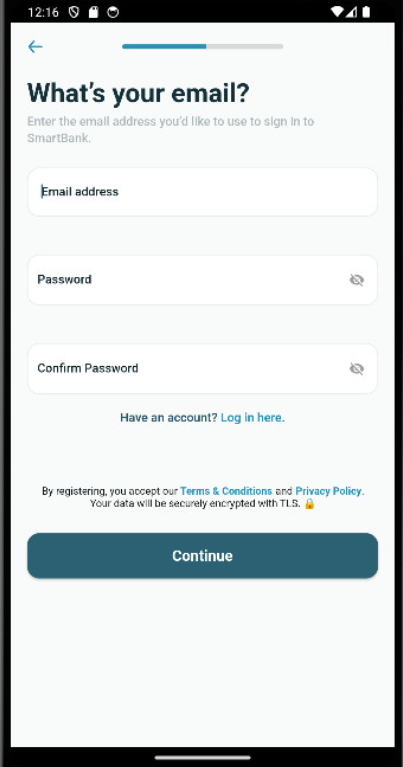 12:16
What's your email?
Enter the email address you'd like to use to sign in to
SmartBank.
Email address
Password
Confirm Password
Have an account? Log in here.
By registering, you accept our Terms & Conditions and Privacy Policy.
Your data will be securely encrypted with TLS. 🔒
Continue